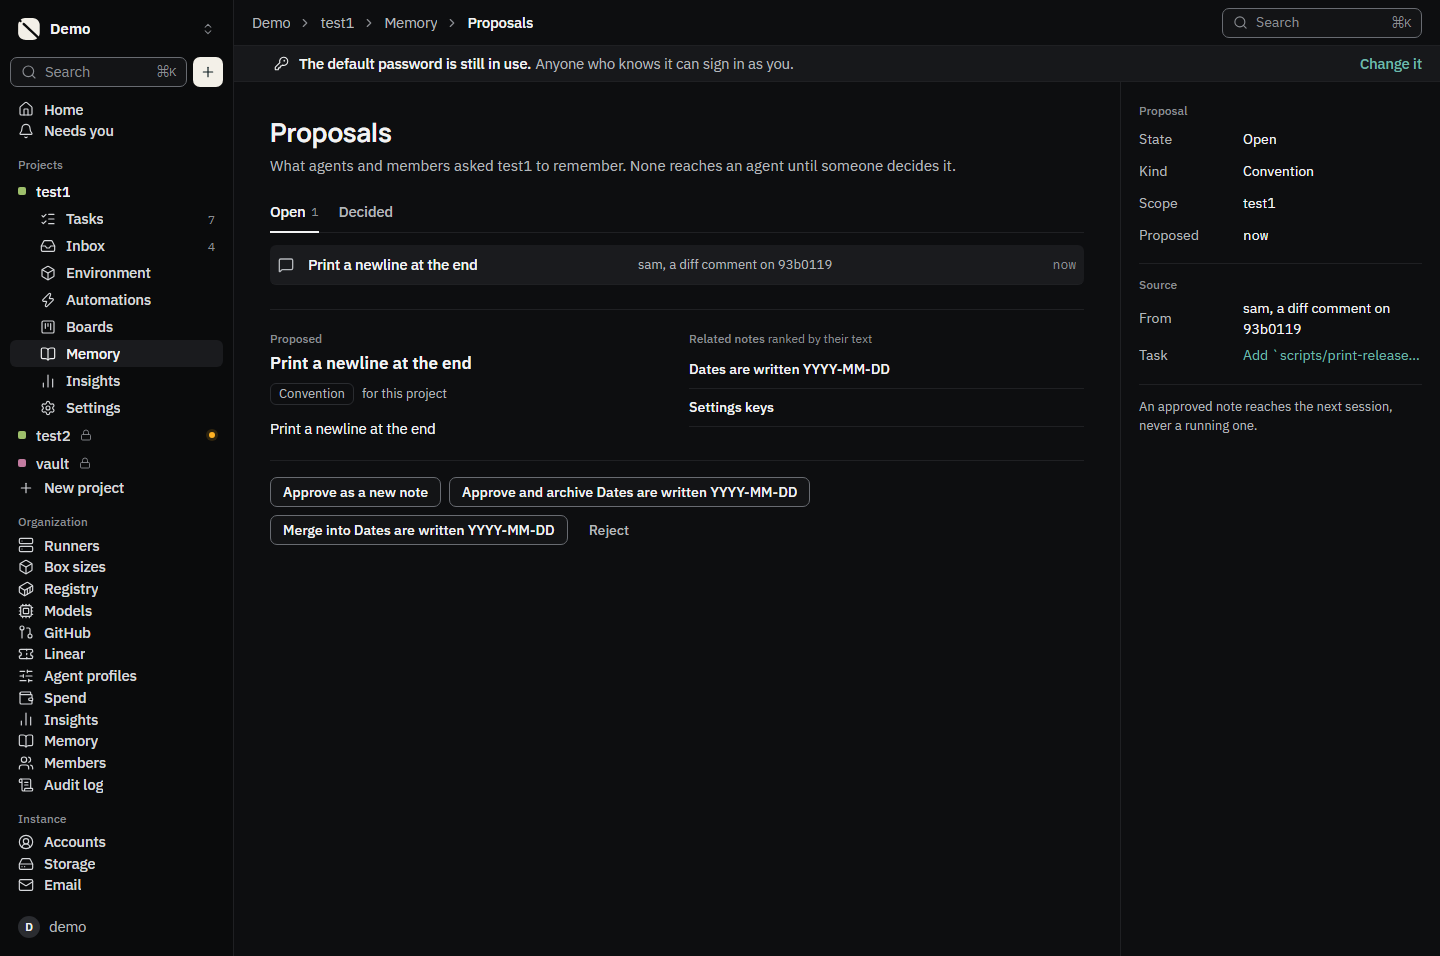 Demo
Search ⌘K
Home
Needs you
Projects
test1
Tasks 7
Inbox 4
Environment
Automations
Boards
Memory
Insights
Settings
test2
vault
New project
Organization
Runners
Box sizes
Registry
Models
GitHub
Linear
Agent profiles
Spend
Insights
Memory
Members
Audit log
Instance
Accounts
Storage
Email
D demo
Demo > test1 > Memory > Proposals
Search ⌘K
The default password is still in use. Anyone who knows it can sign in as you.
Change it
Proposals
What agents and members asked test1 to remember. None reaches an agent until someone decides it.
Open 1 Decided
Print a newline at the end sam, a diff comment on 93b0119 now
Proposed
Print a newline at the end
Convention for this project
Print a newline at the end
Related notes ranked by their text
Dates are written YYYY-MM-DD
Settings keys
Approve as a new note Approve and archive Dates are written YYYY-MM-DD
Merge into Dates are written YYYY-MM-DD Reject
Proposal
State Open
Kind Convention
Scope test1
Proposed now
Source
From sam, a diff comment on
93b0119
Task Add `scripts/print-release...
An approved note reaches the next session,
never a running one.